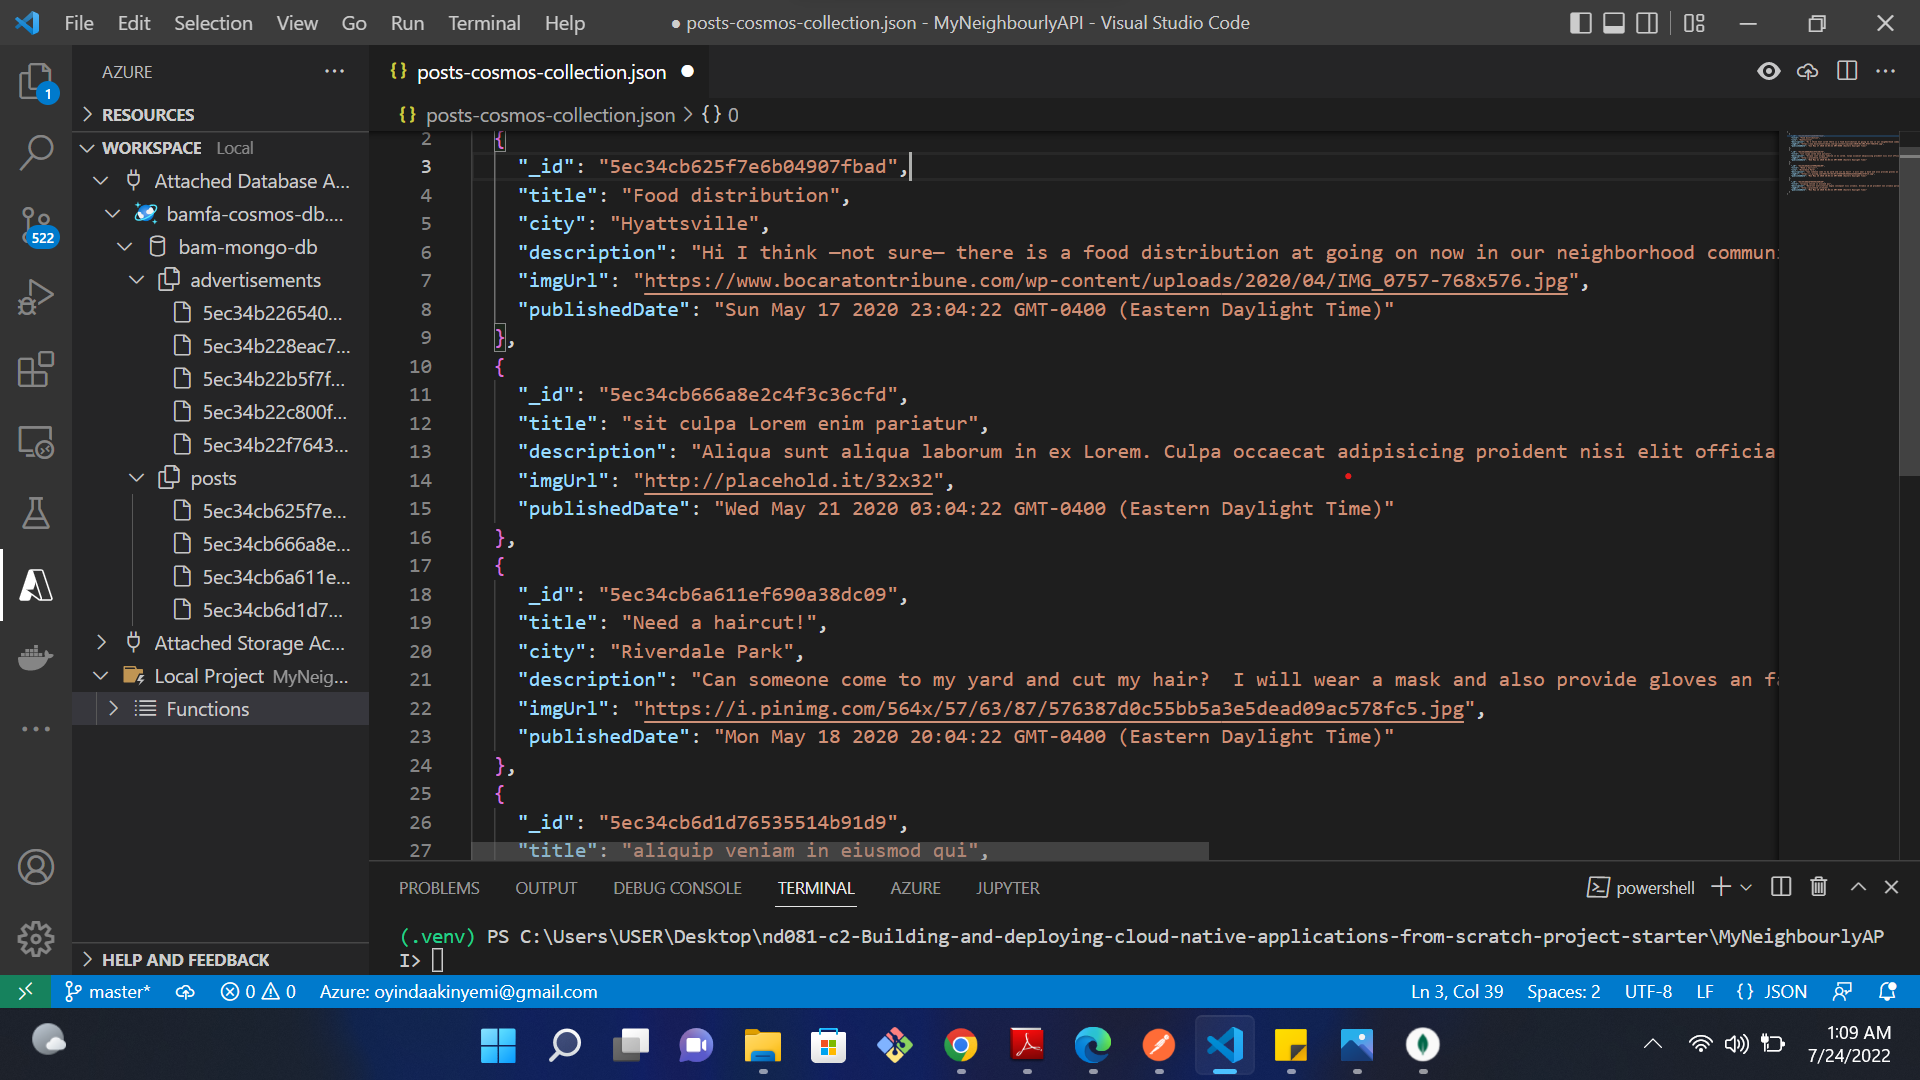 File Edit Selection View Go Run Terminal Help
● posts-cosmos-collection.json - MyNeighbourlyAPI - Visual Studio Code
AZURE
RESOURCES
WORKSPACE Local
Attached Database A...
bamfa-cosmos-db....
bam-mongo-db
advertisements
5ec34b226540...
5ec34b228eac7...
5ec34b22b5f7f...
5ec34b22c800f...
5ec34b22f7643...
posts
5ec34cb625f7e...
5ec34cb666a8e...
5ec34cb6a611e...
5ec34cb6d1d7...
Attached Storage Ac...
Local Project MyNeig...
Functions
HELP AND FEEDBACK
1
522
{} posts-cosmos-collection.json ●
{} posts-cosmos-collection.json > {} 0
2 {
3 "_id": "5ec34cb625f7e6b04907fbad",
4 "title": "Food distribution",
5 "city": "Hyattsville",
6 "description": "Hi I think —not sure— there is a food distribution at going on now in our neighborhood communi
7 "imgUrl": "https://www.bocaratontribune.com/wp-content/uploads/2020/04/IMG_0757-768x576.jpg",
8 "publishedDate": "Sun May 17 2020 23:04:22 GMT-0400 (Eastern Daylight Time)"
9 },
10 {
11 "_id": "5ec34cb666a8e2c4f3c36cfd",
12 "title": "sit culpa Lorem enim pariatur",
13 "description": "Aliqua sunt aliqua laborum in ex Lorem. Culpa occaecat adipisicing proident nisi elit officia
14 "imgUrl": "http://placehold.it/32x32",
15 "publishedDate": "Wed May 21 2020 03:04:22 GMT-0400 (Eastern Daylight Time)"
16 },
17 {
18 "_id": "5ec34cb6a611ef690a38dc09",
19 "title": "Need a haircut!",
20 "city": "Riverdale Park",
21 "description": "Can someone come to my yard and cut my hair?  I will wear a mask and also provide gloves an fa
22 "imgUrl": "https://i.pinimg.com/564x/57/63/87/576387d0c55bb5a3e5dead09ac578fc5.jpg",
23 "publishedDate": "Mon May 18 2020 20:04:22 GMT-0400 (Eastern Daylight Time)"
24 },
25 {
26 "_id": "5ec34cb6d1d76535514b91d9",
27 "title": "aliquip veniam in eiusmod qui",
PROBLEMS OUTPUT DEBUG CONSOLE TERMINAL AZURE JUPYTER
powershell
(.venv) PS C:\Users\USER\Desktop\nd081-c2-Building-and-deploying-cloud-native-applications-from-scratch-project-starter\MyNeighbourlyAP
I>
master* 0 0 Azure: oyindaakinyemi@gmail.com
Ln 3, Col 39 Spaces: 2 UTF-8 LF {} JSON
1:09 AM
7/24/2022